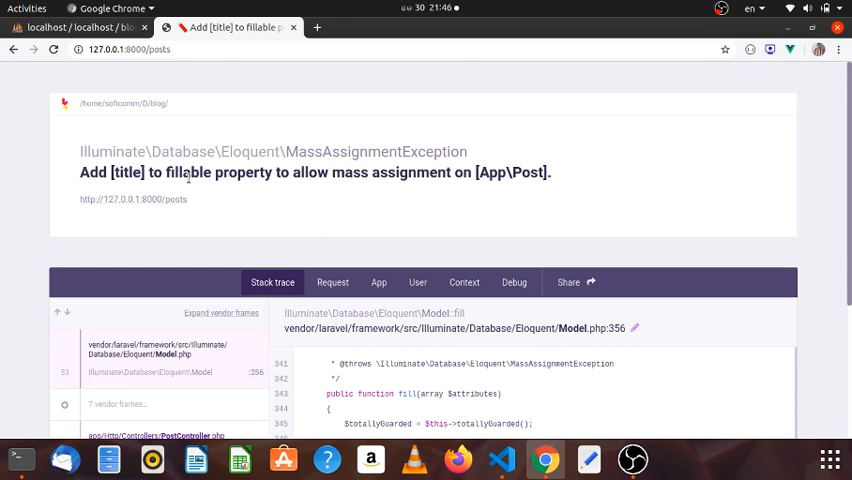 Activities
Google Chrome
ယူ 30 21:46
en
localhost / localhost / blo
Add [title] to fillable p
127.0.0.1:8000/posts
/home/softcomm/D/blog/
Illuminate\Database\Eloquent\MassAssignmentException
Add [title] to fillable property to allow mass assignment on [App\Post].
http://127.0.0.1:8000/posts
Stack trace
Request
App
User
Context
Debug
Share
Expand vendor frames
vendor/laravel/framework/src/Illuminate/
Database/Eloquent/Model.php
53
Illuminate\Database\Eloquent\Model
:356
7 vendor frames…
app/Http/Controllers/PostController.php
Illuminate\Database\Eloquent\Model::fill
vendor/laravel/framework/src/Illuminate/Database/Eloquent/Model.php:356
341 * @throws \Illuminate\Database\Eloquent\MassAssignmentException
342 */
343 public function fill(array $attributes)
344 {
345 $totallyGuarded = $this->totallyGuarded();